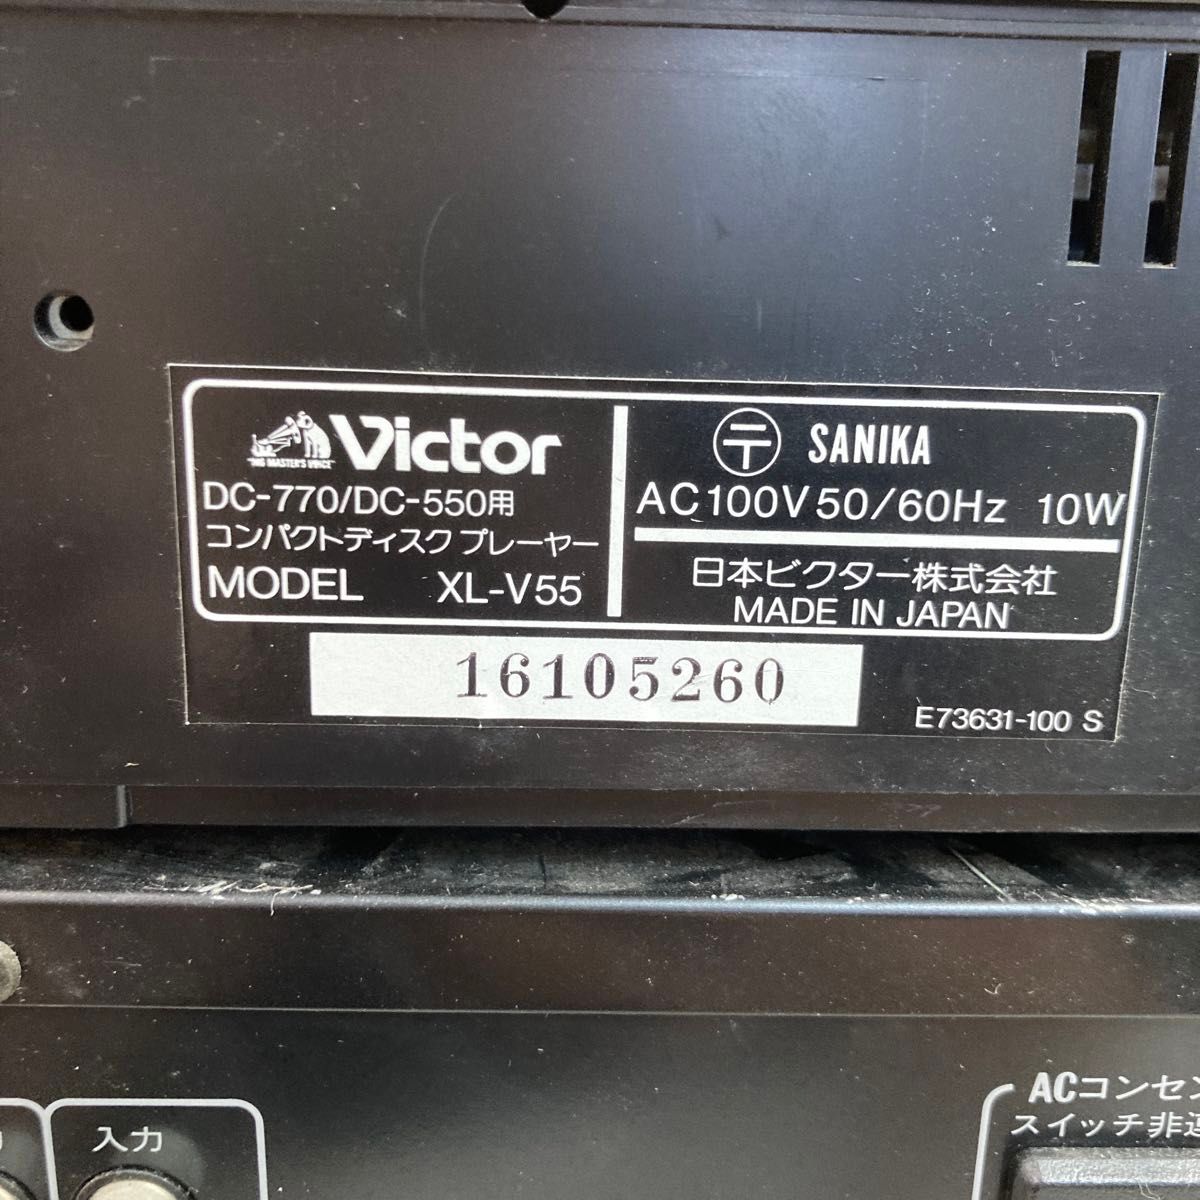 "HIS MASTER'S VOICE"
Victor
DC-770/DC-550用
コンパクトディスクプレーヤー
MODEL XL-V55
〒 SANIKA
AC100V 50/60Hz 10W
日本ビクター株式会社
MADE IN JAPAN
16105260
E73631-100 S
入力
ACコンセン
スイッチ非連